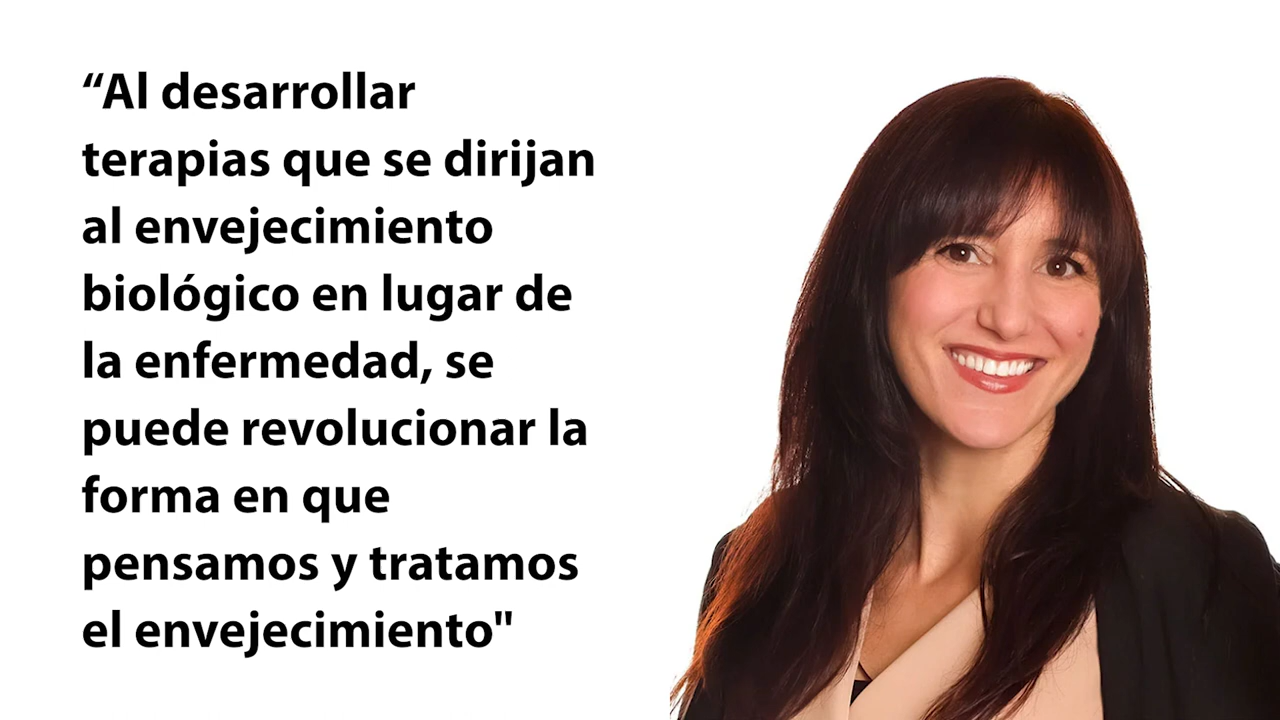 “Al desarrollar
terapias que se dirijan
al envejecimiento
biológico en lugar de
la enfermedad, se
puede revolucionar la
forma en que
pensamos y tratamos
el envejecimiento"